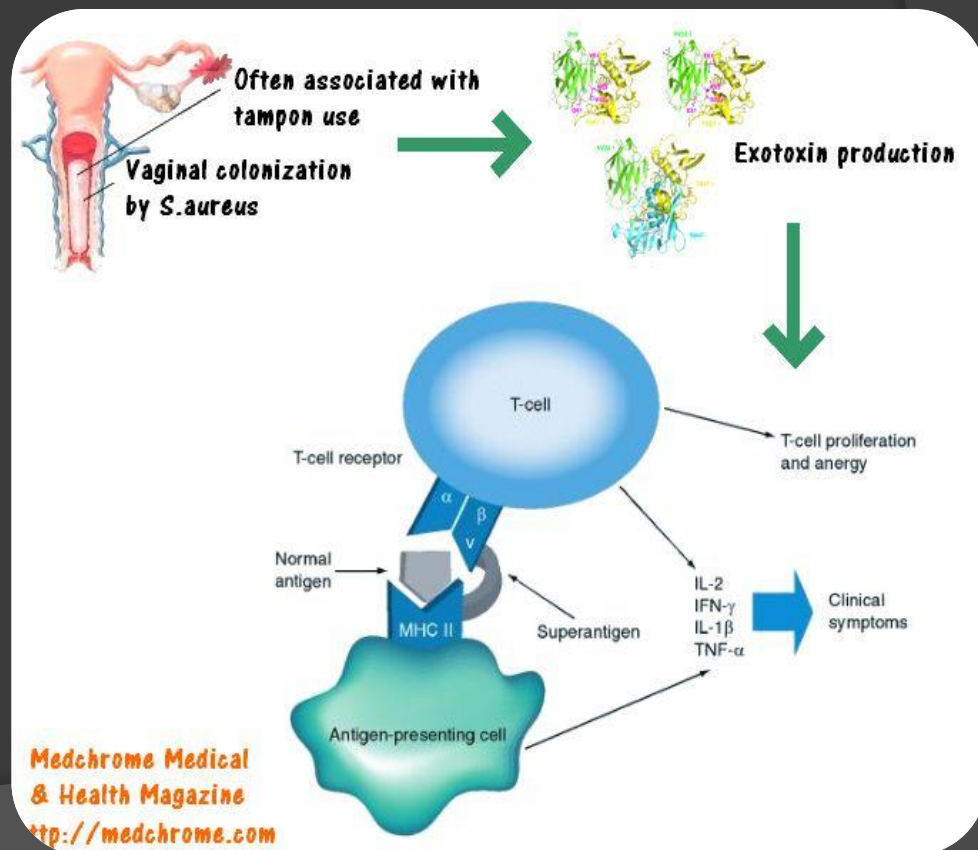 Often associated with
tampon use
Vaginal colonization
by S.aureus
Exotoxin production
T-cell
T-cell receptor
T-cell proliferation
and anergy
α
β
v
Normal
antigen
MHC II
Superantigen
IL-2
IFN-γ
IL-1β
TNF-α
Clinical
symptoms
Antigen-presenting cell
Medchrome Medical
& Health Magazine
ttp://medchrome.com